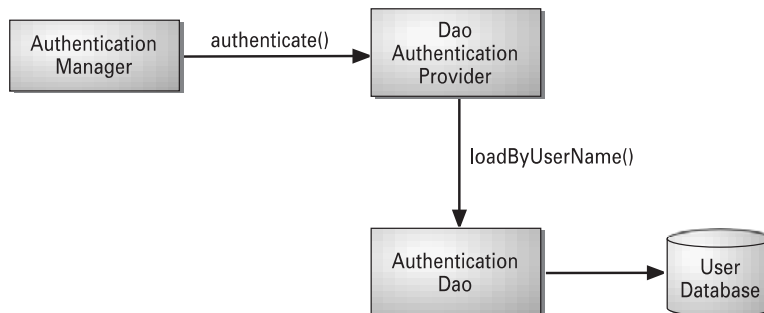 Authentication
Manager
authenticate()
Dao
Authentication
Provider
loadByUserName()
Authentication
Dao
User
Database